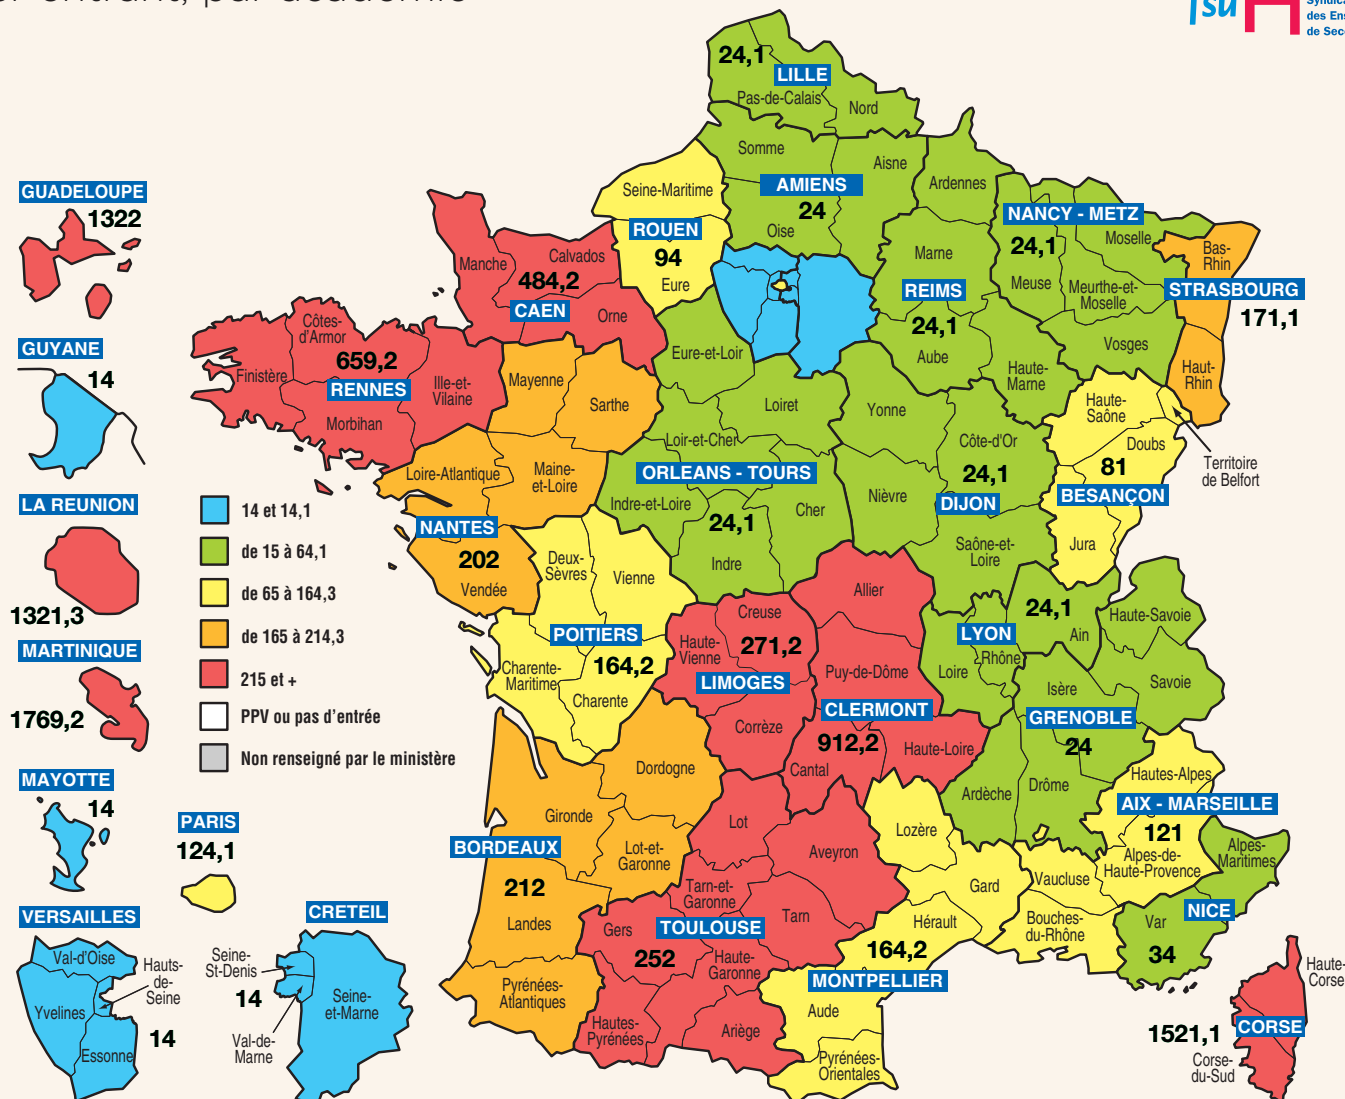 entrant, par académie
fsu
des Ens
de Sec
24,1
LILLE
Pas-de-Calais
Nord
Somme
Aisne
AMIENS
24
Oise
Ardennes
Seine-Maritime
ROUEN
94
Eure
GUADELOUPE
1322
Manche
Calvados
484,2
CAEN
Orne
Marne
REIMS
24,1
Aube
Haute-
Marne
NANCY - METZ
24,1
Moselle
Meuse
Meurthe-et-
Moselle
Vosges
Bas-
Rhin
STRASBOURG
171,1
Haut-
Rhin
GUYANE
14
Côtes-
d'Armor
659,2
Finistère
RENNES
Ille-et-
Vilaine
Morbihan
Mayenne
Sarthe
Loire-Atlantique
Maine-
et-Loire
NANTES
202
Vendée
Eure-et-Loir
Loiret
Loir-et-Cher
ORLEANS - TOURS
Indre-et-Loire
24,1
Cher
Indre
Yonne
Côte-d'Or
24,1
Nièvre
DIJON
Saône-et-
Loire
Haute-
Saône
Doubs
81
BESANÇON
Jura
Territoire
de Belfort
LA REUNION
1321,3
MARTINIQUE
1769,2
MAYOTTE
14
14 et 14,1
de 15 à 64,1
de 65 à 164,3
de 165 à 214,3
215 et +
PPV ou pas d'entrée
Non renseigné par le ministère
Deux-
Sèvres
Vienne
POITIERS
164,2
Charente-
Maritime
Charente
Creuse
Haute-
Vienne
271,2
LIMOGES
Corrèze
Allier
Puy-de-Dôme
CLERMONT
912,2
Haute-Loire
Cantal
24,1
Ain
LYON
Rhône
Loire
Haute-Savoie
Savoie
Isère
GRENOBLE
24
Drôme
Ardèche
Hautes-Alpes
AIX - MARSEILLE
121
Alpes-de-
Haute-Provence
Vaucluse
Bouches-
du-Rhône
Alpes-
Maritimes
NICE
Var
34
Dordogne
Gironde
BORDEAUX
Lot-et-
Garonne
212
Landes
Pyrénées-
Atlantiques
Lot
Aveyron
Tarn-et-
Garonne
Tarn
Gers
TOULOUSE
252
Haute-
Garonne
Hautes-
Pyrénées
Ariège
Lozère
Gard
Hérault
164,2
MONTPELLIER
Aude
Pyrénées-
Orientales
PARIS
124,1
VERSAILLES
Val-d'Oise
Hauts-
de-
Seine
Yvelines
14
Essonne
CRETEIL
Seine-
St-Denis
14
Seine-
et-Marne
Val-de-
Marne
Haute-
Corse
1521,1
CORSE
Corse-
du-Sud